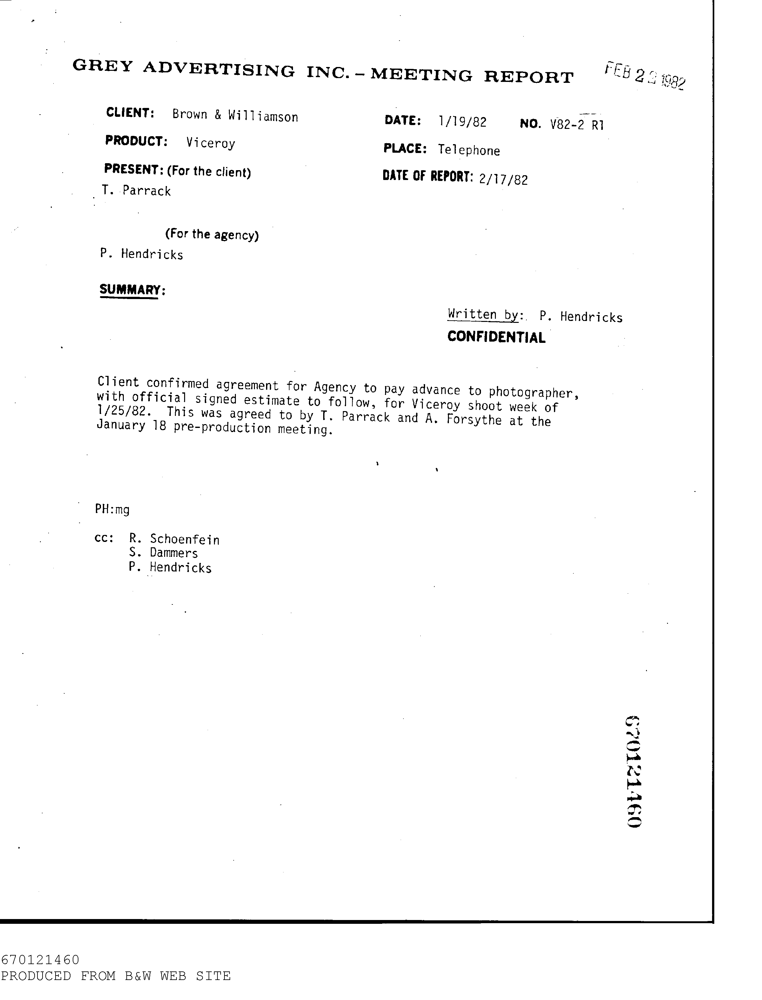 GREY ADVERTISING INC. – MEETING REPORT
FEB 2 1982
CLIENT: Brown & Williamson
DATE: 1/19/82 NO. V82-2 R1
PRODUCT: Viceroy
PLACE: Telephone
PRESENT: (For the client)
DATE OF REPORT: 2/17/82
T. Parrack
(For the agency)
P. Hendricks
SUMMARY:
Written by: P. Hendricks
CONFIDENTIAL
Client confirmed agreement for Agency to pay advance to photographer,
with official signed estimate to follow, for Viceroy shoot week of
1/25/82. This was agreed to by T. Parrack and A. Forsythe at the
January 18 pre-production meeting.
PH:mg
cc: R. Schoenfein
S. Dammers
P. Hendricks
670121460
670121460
PRODUCED FROM B&W WEB SITE